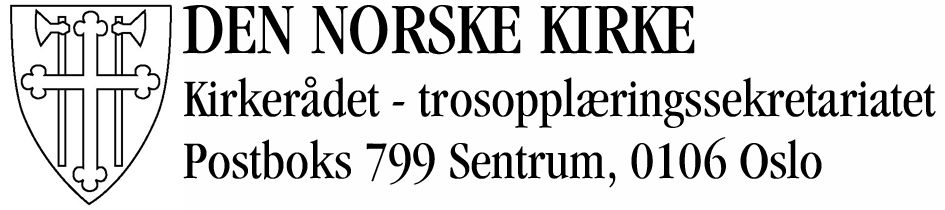 DEN NORSKE KIRKE
Kirkerådet - trosopplæringssekretariatet
Postboks 799 Sentrum, 0106 Oslo